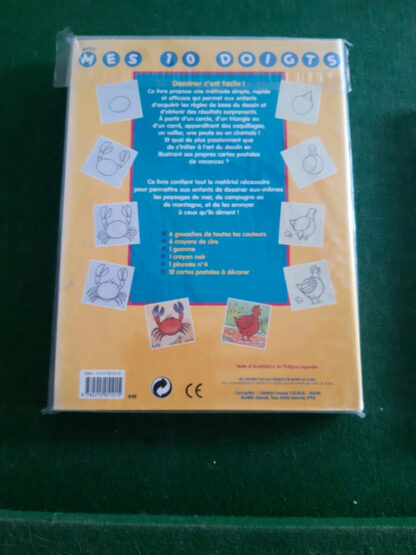 MES 10 DOIGTS
Dessiner c'est facile !
Ce livre propose une méthode simple, rapide
et efficace qui permet aux enfants
d'acquérir les règles de base du dessin et
d'obtenir des résultats surprenants.
À partir d'un cercle, d'un triangle ou
d'un carré, apparaîtront des coquillages,
un voilier, une poule ou un chamois !
Et quoi de plus passionnant que
de s'initier à l'art du dessin en
illustrant ses propres cartes postales
de vacances ?
Ce livre contient tout le matériel nécessaire
pour permettre aux enfants de dessiner eux-mêmes
les paysages de mer, de campagne ou
de montagne, et de les envoyer
à ceux qu'ils aiment !
6 gouaches de toutes les couleurs
6 crayons de cire
1 gomme
1 crayon noir
1 pinceau n°4
12 cartes postales à décorer
Texte et illustrations de Philippe Legendre
CE